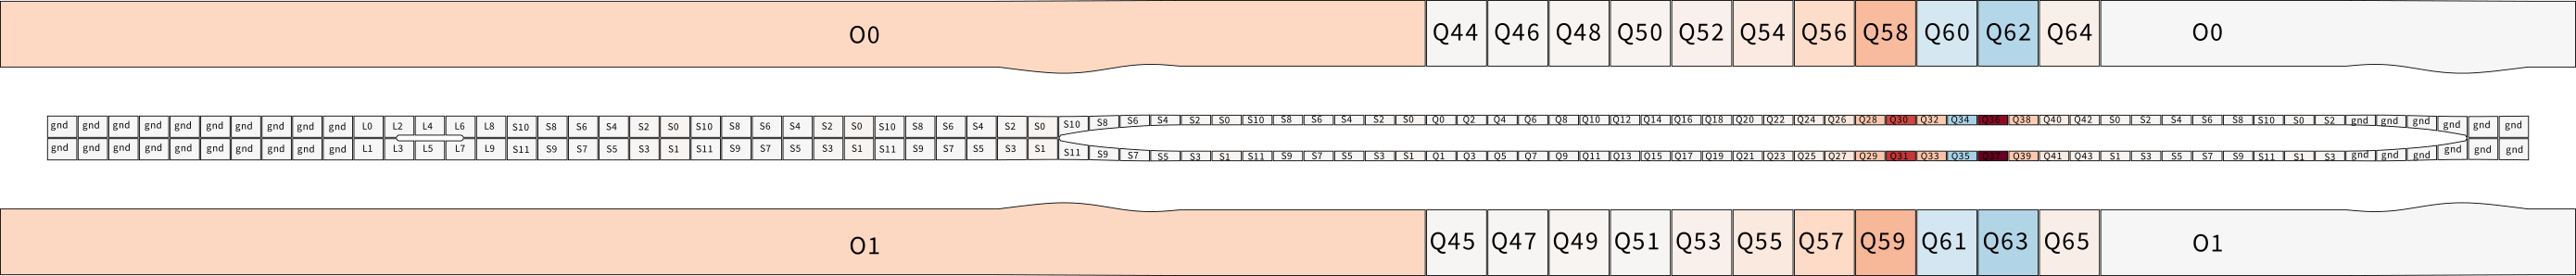 O0 Q44 Q46 Q48 Q50 Q52 Q54 Q56 Q58 Q60 Q62 Q64 O0
gnd gnd gnd gnd gnd gnd gnd gnd gnd gnd L0 L2 L4 L6 L8 S10 S8 S6 S4 S2 S0 S10 S8 S6 S4 S2 S0 S10 S8 S6 S4 S2 S0 S10 S8 S6 S4 S2 S0 S10 S8 S6 S4 S2 S0 Q0 Q2 Q4 Q6 Q8 Q10 Q12 Q14 Q16 Q18 Q20 Q22 Q24 Q26 Q28 Q30 Q32 Q34 Q36 Q38 Q40 Q42 S0 S2 S4 S6 S8 S10 S0 S2 gnd gnd gnd gnd gnd gnd
gnd gnd gnd gnd gnd gnd gnd gnd gnd gnd L1 L3 L5 L7 L9 S11 S9 S7 S5 S3 S1 S11 S9 S7 S5 S3 S1 S11 S9 S7 S5 S3 S1 S11 S9 S7 S5 S3 S1 S11 S9 S7 S5 S3 S1 Q1 Q3 Q5 Q7 Q9 Q11 Q13 Q15 Q17 Q19 Q21 Q23 Q25 Q27 Q29 Q31 Q33 Q35 Q37 Q39 Q41 Q43 S1 S3 S5 S7 S9 S11 S1 S3 gnd gnd gnd gnd gnd gnd
O1 Q45 Q47 Q49 Q51 Q53 Q55 Q57 Q59 Q61 Q63 Q65 O1